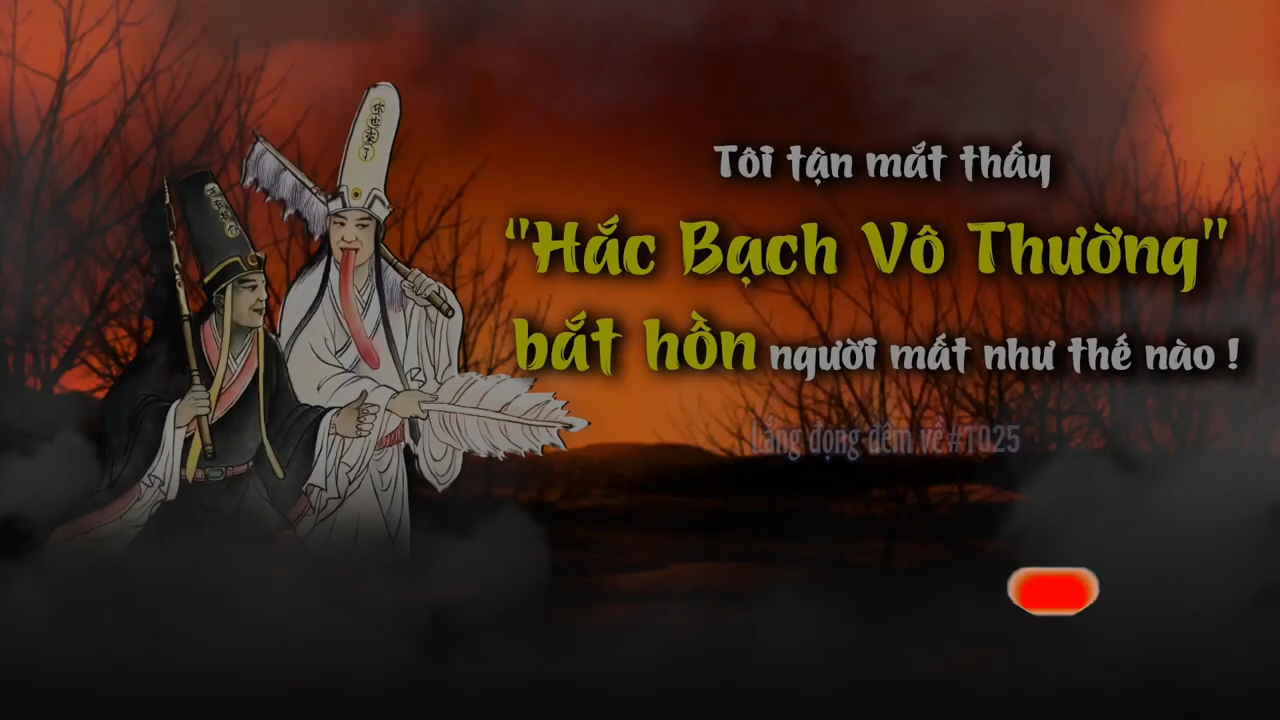 Tôi tận mắt thấy
"Hắc Bạch Vô Thường"
bắt hồn người mất như thế nào !
Lắng đọng đêm về#1025